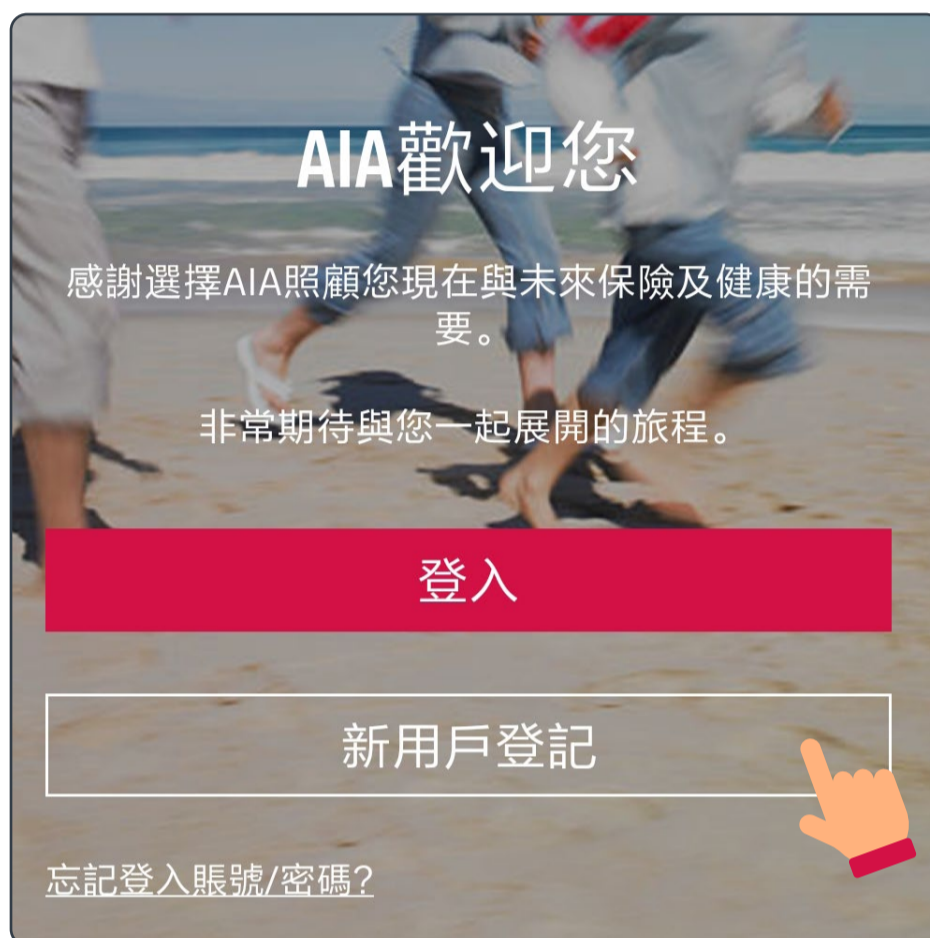 AIA歡迎您
感謝選擇AIA照顧您現在與未來保險及健康的需
要。
非常期待與您一起展開的旅程。
登入
新用戶登記
忘記登入賬號/密碼?